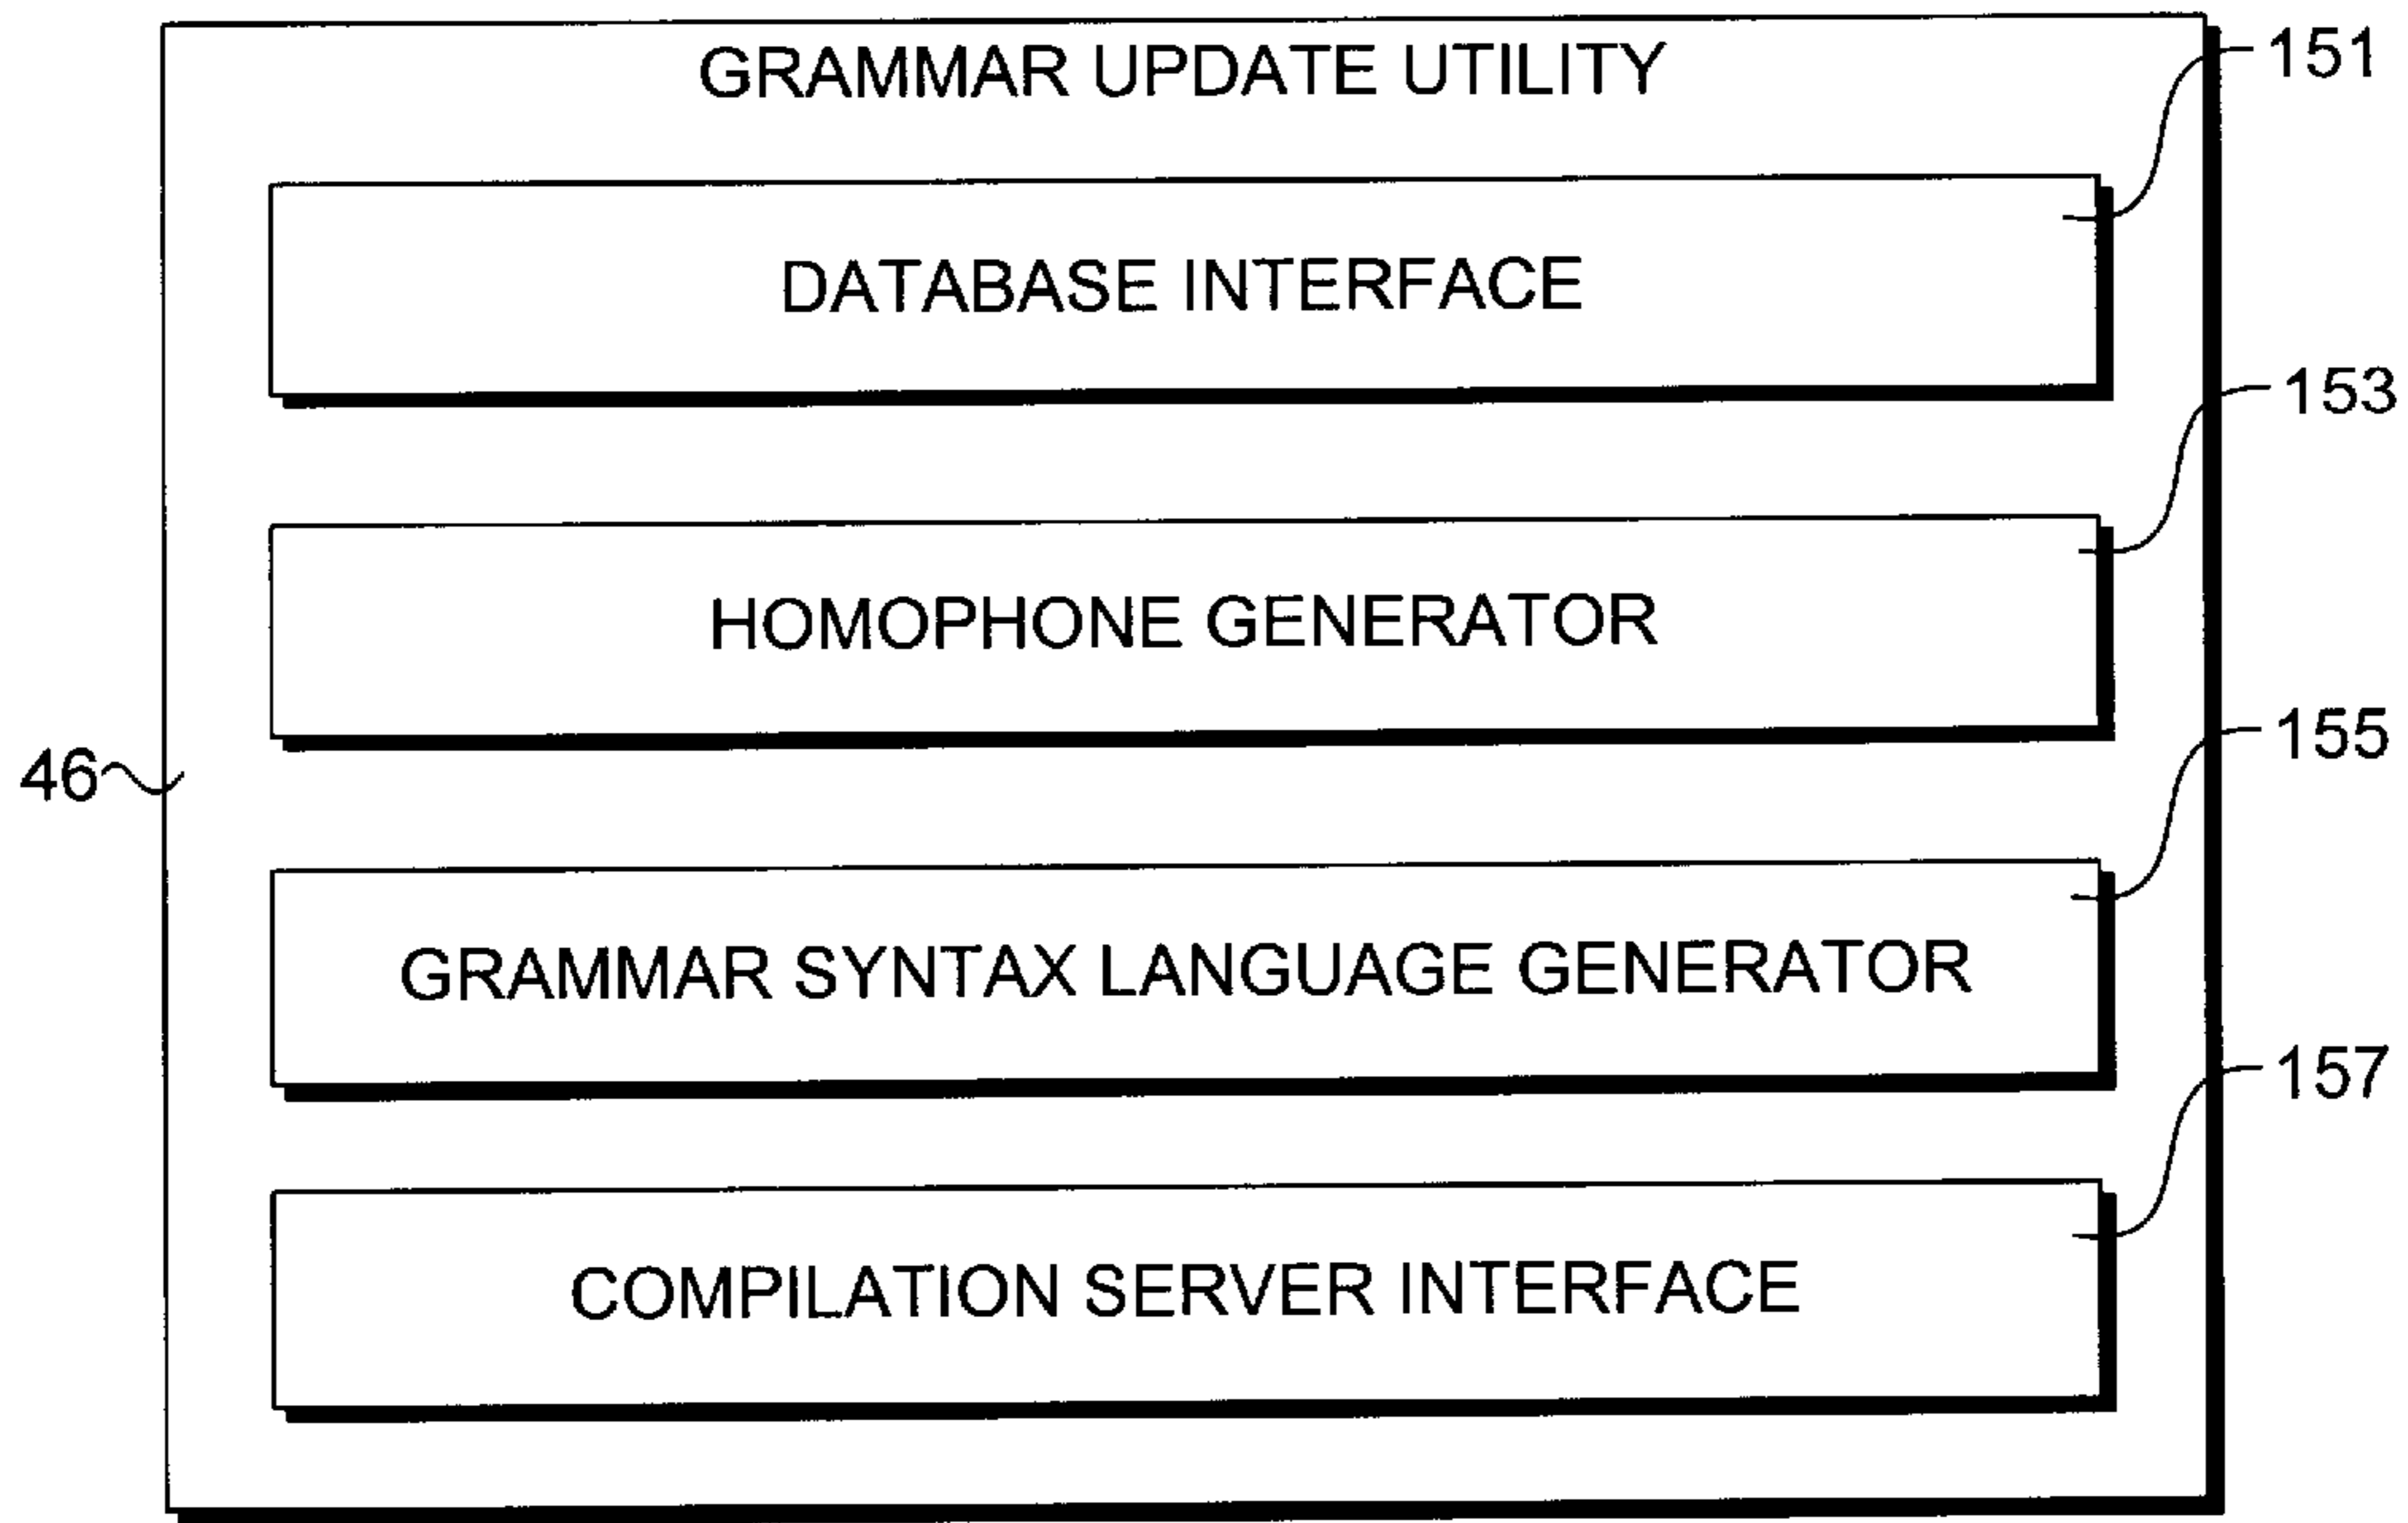 GRAMMAR UPDATE UTILITY
151
DATABASE INTERFACE
153
HOMOPHONE GENERATOR
155
46
GRAMMAR SYNTAX LANGUAGE GENERATOR
157
COMPILATION SERVER INTERFACE